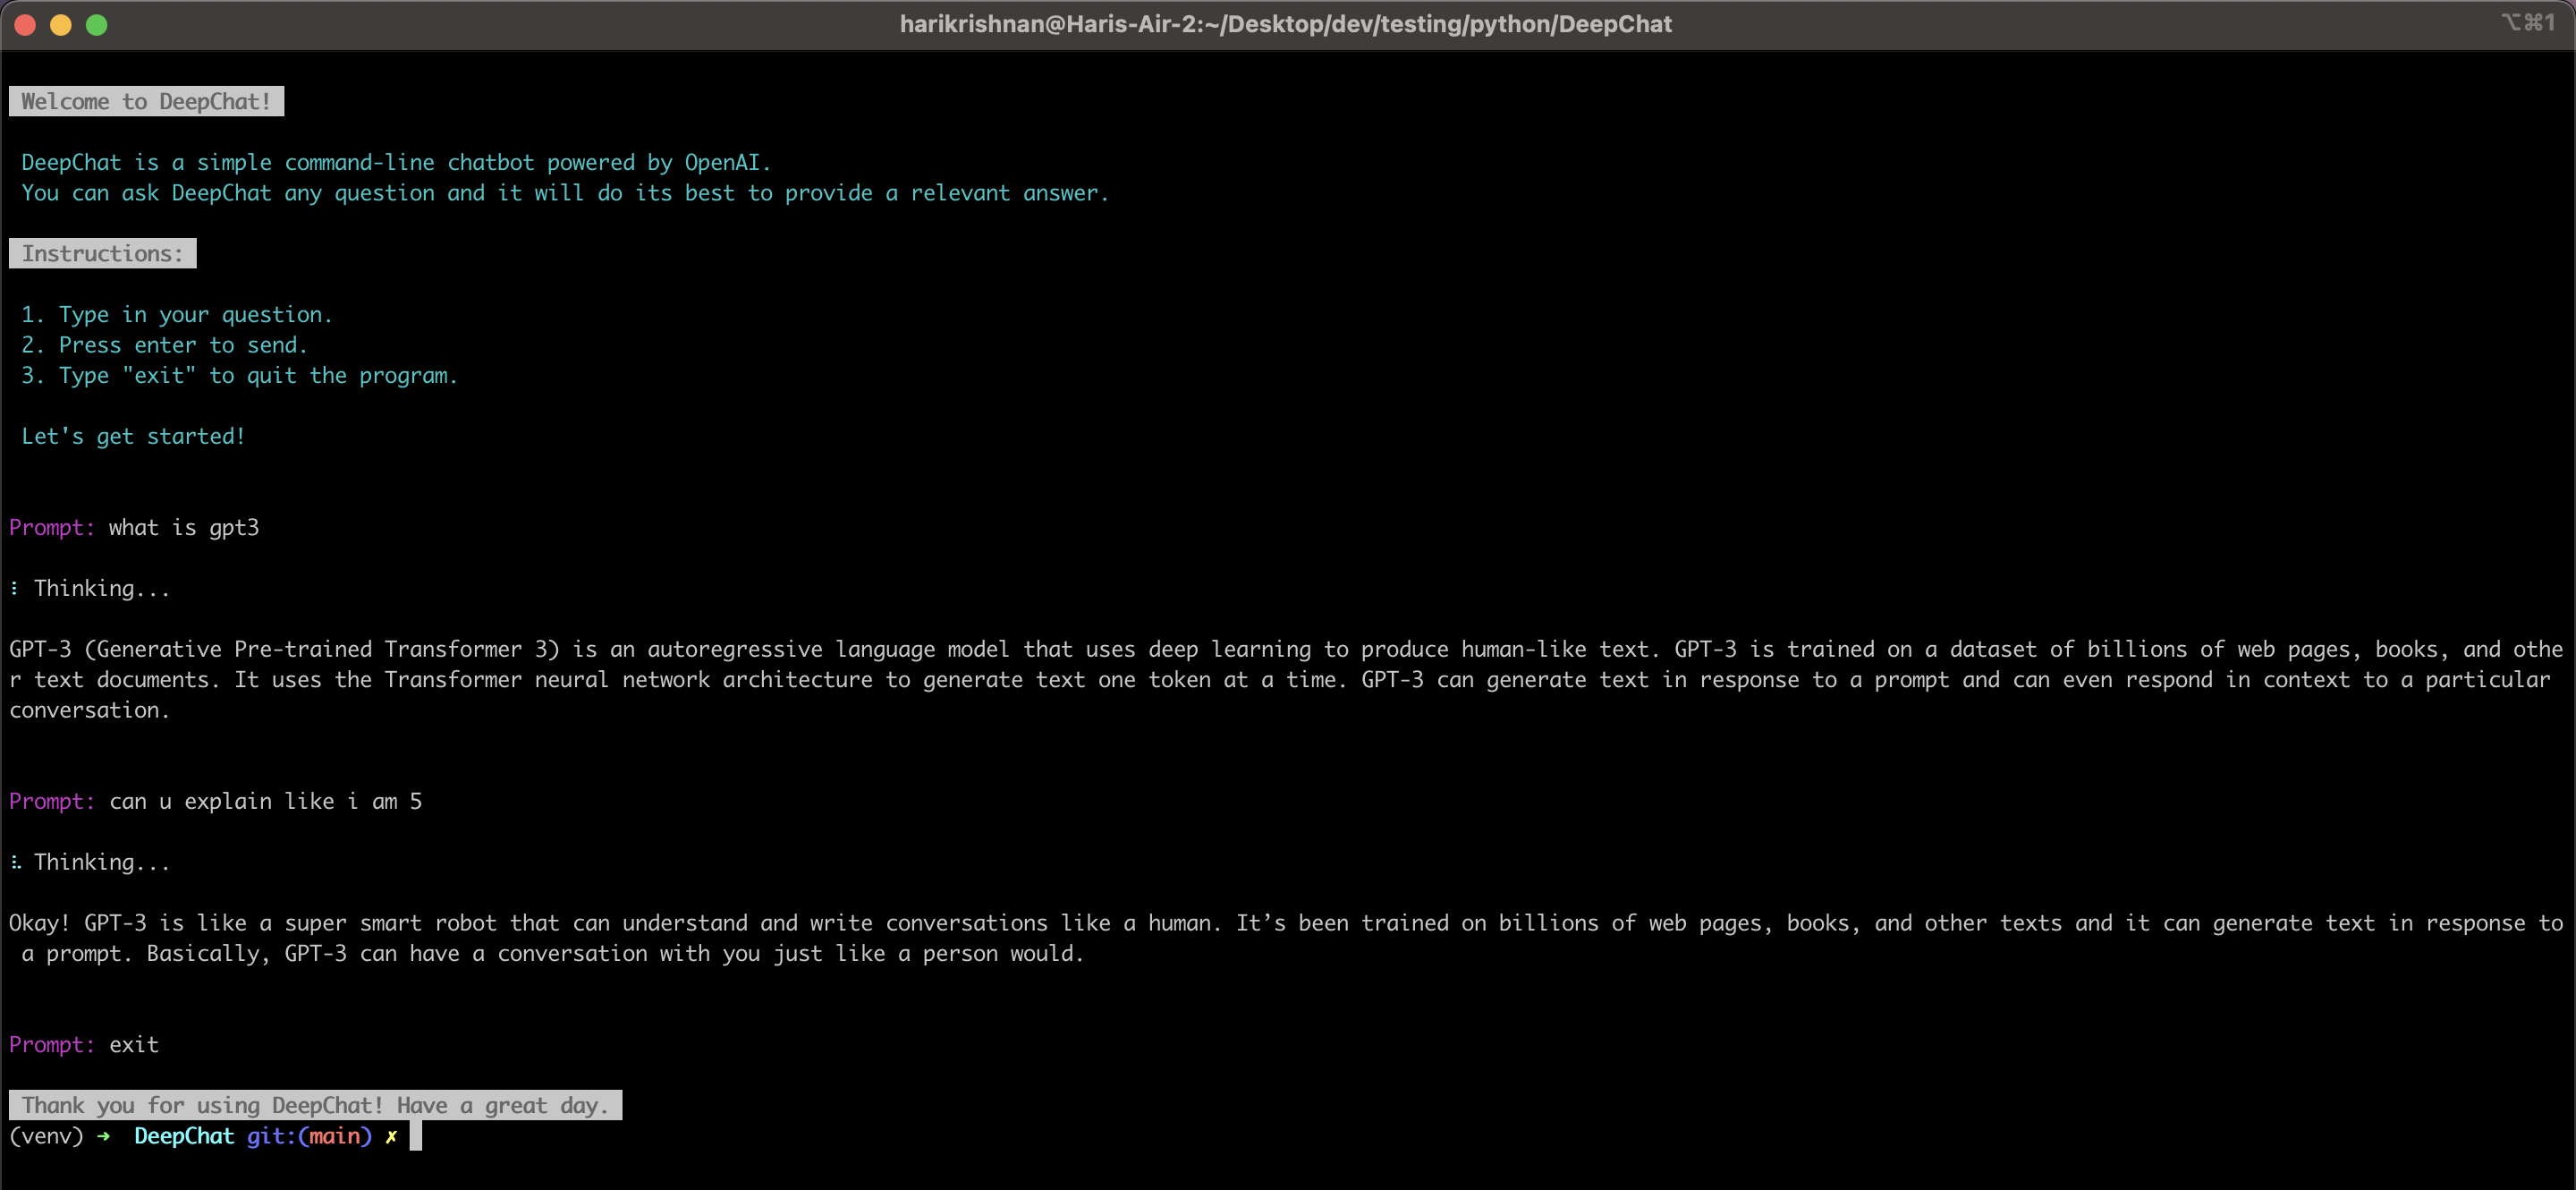 harikrishnan@Haris-Air-2:~/Desktop/dev/testing/python/DeepChat
⌥⌘1
Welcome to DeepChat!
DeepChat is a simple command-line chatbot powered by OpenAI.
You can ask DeepChat any question and it will do its best to provide a relevant answer.
Instructions:
1. Type in your question.
2. Press enter to send.
3. Type "exit" to quit the program.
Let's get started!
Prompt: what is gpt3
⠇ Thinking...
GPT-3 (Generative Pre-trained Transformer 3) is an autoregressive language model that uses deep learning to produce human-like text. GPT-3 is trained on a dataset of billions of web pages, books, and othe
r text documents. It uses the Transformer neural network architecture to generate text one token at a time. GPT-3 can generate text in response to a prompt and can even respond in context to a particular
conversation.
Prompt: can u explain like i am 5
⠧ Thinking...
Okay! GPT-3 is like a super smart robot that can understand and write conversations like a human. It’s been trained on billions of web pages, books, and other texts and it can generate text in response to
a prompt. Basically, GPT-3 can have a conversation with you just like a person would.
Prompt: exit
Thank you for using DeepChat! Have a great day.
(venv) ➜  DeepChat git:(main) ✗